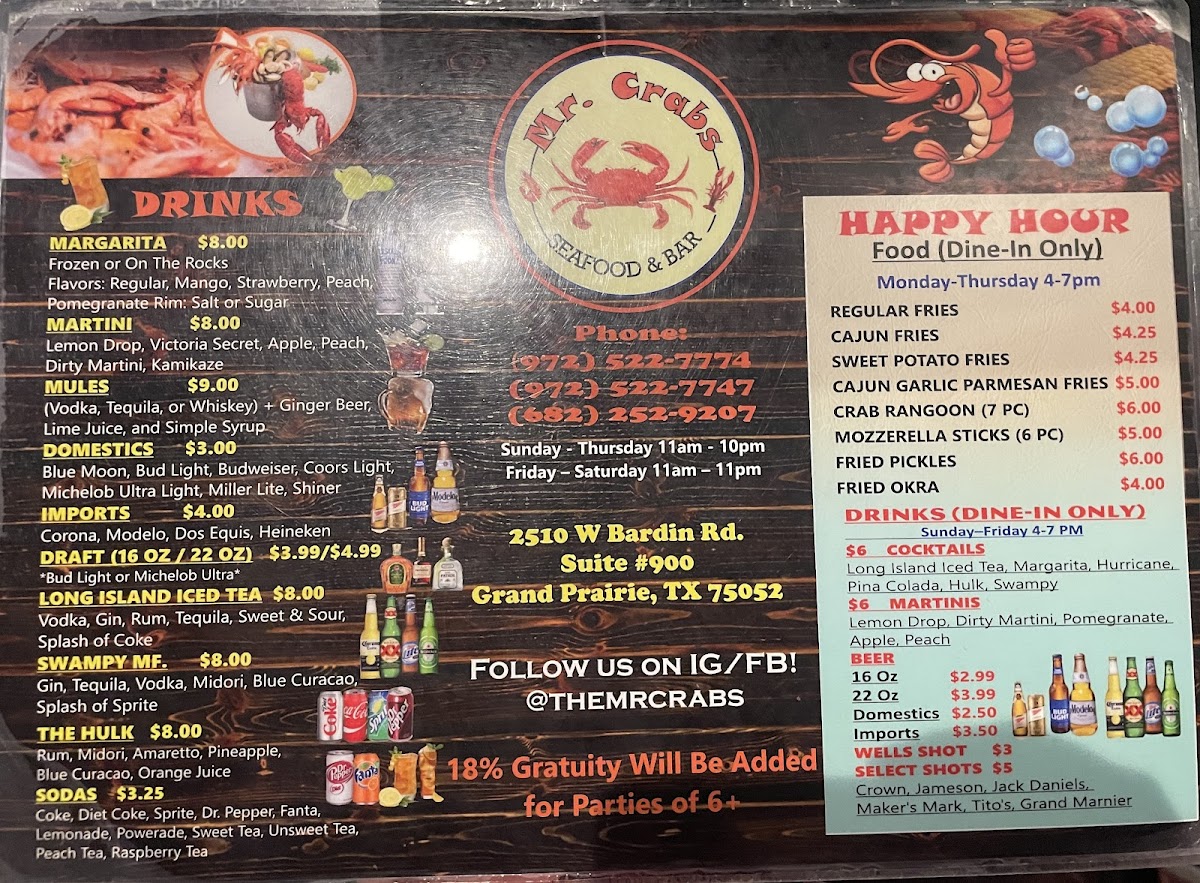 DRINKS
MARGARITA $8.00
Frozen or On The Rocks
Flavors: Regular, Mango, Strawberry, Peach,
Pomegranate Rim: Salt or Sugar
MARTINI $8.00
Lemon Drop, Victoria Secret, Apple, Peach,
Dirty Martini, Kamikaze
MULES $9.00
(Vodka, Tequila, or Whiskey) + Ginger Beer,
Lime Juice, and Simple Syrup
DOMESTICS $3.00
Blue Moon, Bud Light, Budweiser, Coors Light,
Michelob Ultra Light, Miller Lite, Shiner
IMPORTS $4.00
Corona, Modelo, Dos Equis, Heineken
DRAFT (16 OZ / 22 OZ) $3.99/$4.99
*Bud Light or Michelob Ultra*
LONG ISLAND ICED TEA $8.00
Vodka, Gin, Rum, Tequila, Sweet & Sour,
Splash of Coke
SWAMPY MF. $8.00
Gin, Tequila, Vodka, Midori, Blue Curacao,
Splash of Sprite
THE HULK $8.00
Rum, Midori, Amaretto, Pineapple,
Blue Curacao, Orange Juice
SODAS $3.25
Coke, Diet Coke, Sprite, Dr. Pepper, Fanta,
Lemonade, Powerade, Sweet Tea, Unsweet Tea,
Peach Tea, Raspberry Tea
Mr. Crabs
SEAFOOD & BAR
Phone:
(972) 522-7774
(972) 522-7747
(682) 252-9207
Sunday - Thursday 11am - 10pm
Friday – Saturday 11am – 11pm
2510 W Bardin Rd.
Suite #900
Grand Prairie, TX 75052
FOLLOW US ON IG/FB!
@THEMRCRABS
18% Gratuity Will Be Added
for Parties of 6+
HAPPY HOUR
Food (Dine-In Only)
Monday-Thursday 4-7pm
REGULAR FRIES $4.00
CAJUN FRIES $4.25
SWEET POTATO FRIES $4.25
CAJUN GARLIC PARMESAN FRIES $5.00
CRAB RANGOON (7 PC) $6.00
MOZZERELLA STICKS (6 PC) $5.00
FRIED PICKLES $6.00
FRIED OKRA $4.00
DRINKS (DINE-IN ONLY)
Sunday–Friday 4-7 PM
$6 COCKTAILS
Long Island Iced Tea, Margarita, Hurricane,
Pina Colada, Hulk, Swampy
$6 MARTINIS
Lemon Drop, Dirty Martini, Pomegranate,
Apple, Peach
BEER
16 Oz $2.99
22 Oz $3.99
Domestics $2.50
Imports $3.50
WELLS SHOT $3
SELECT SHOTS $5
Crown, Jameson, Jack Daniels,
Maker's Mark, Tito's, Grand Marnier
BUD LIGHT
Modelo
Coke
Coca-Cola
Sprite
Dr Pepper
Dr Pepper
Fanta
BUD LIGHT
Modelo